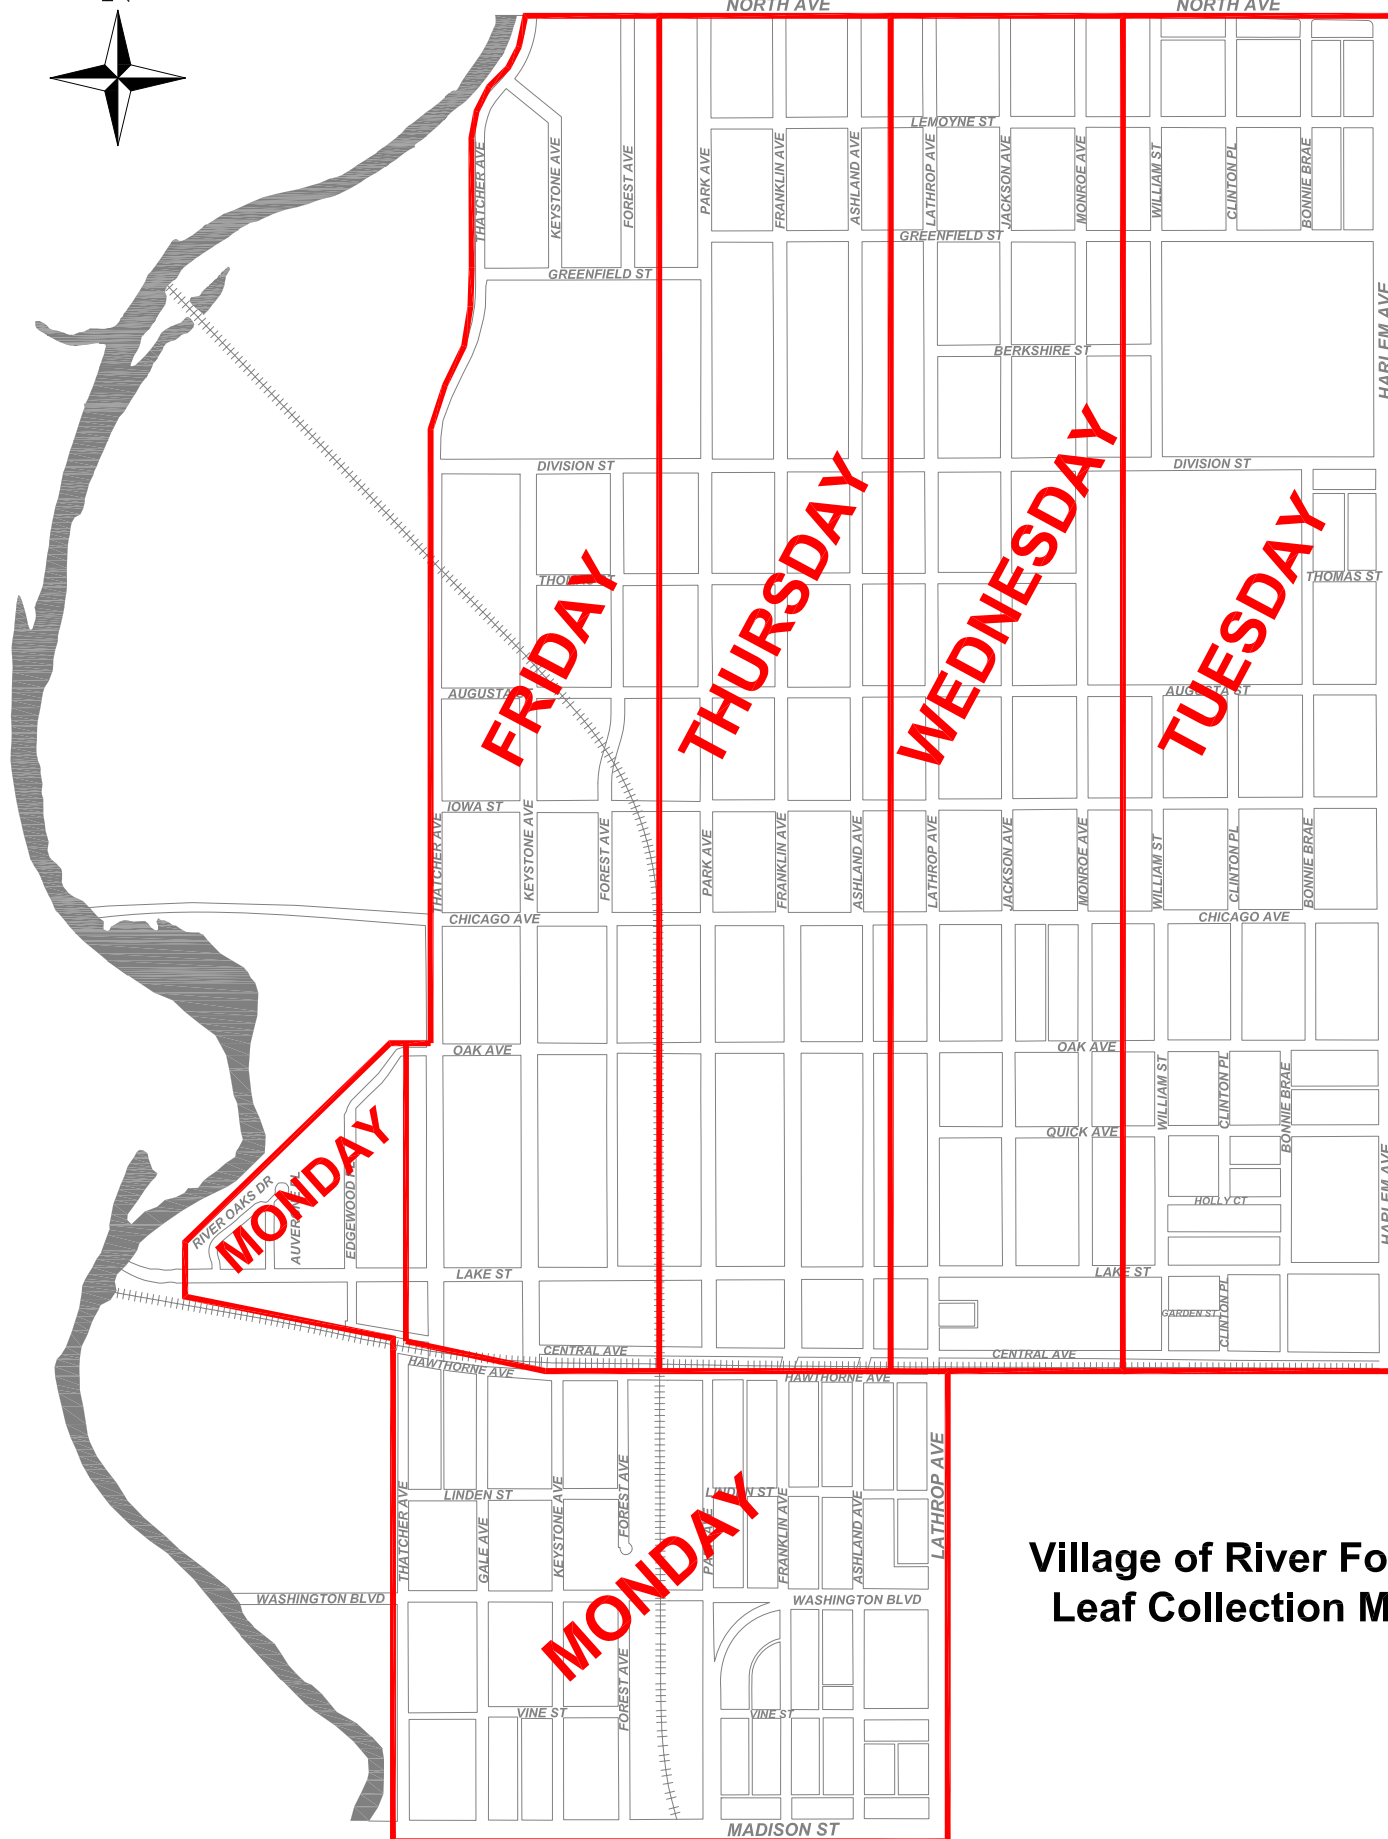 NORTH AVE
NORTH AVE
LEMOYNE ST
THATCHER AVE
KEYSTONE AVE
FOREST AVE
PARK AVE
FRANKLIN AVE
ASHLAND AVE
LATHROP AVE
JACKSON AVE
MONROE AVE
WILLIAM ST
CLINTON PL
BONNIE BRAE
GREENFIELD ST
GREENFIELD ST
HARLEM AVE
BERKSHIRE ST
DIVISION ST
DIVISION ST
FRIDAY
THURSDAY
WEDNESDAY
TUESDAY
THOMAS ST
AUGUSTA ST
IOWA ST
THATCHER AVE
KEYSTONE AVE
FOREST AVE
PARK AVE
FRANKLIN AVE
ASHLAND AVE
LATHROP AVE
JACKSON AVE
MONROE AVE
WILLIAM ST
CLINTON PL
BONNIE BRAE
CHICAGO AVE
CHICAGO AVE
OAK AVE
OAK AVE
WILLIAM ST
CLINTON PL
BONNIE BRAE
QUICK AVE
HARLEM AVE
MONDAY
RIVER OAKS DR
EDGEWOOD
HOLLY CT
LAKE ST
LAKE ST
GARDEN ST
CLINTON PL
CENTRAL AVE
CENTRAL AVE
HAWTHORNE AVE
HAWTHORNE AVE
LINDEN ST
LINDEN ST
THATCHER AVE
GALE AVE
KEYSTONE AVE
FOREST AVE
FRANKLIN AVE
ASHLAND AVE
LATHROP AVE
MONDAY
Village of River Fo
Leaf Collection M
WASHINGTON BLVD
WASHINGTON BLVD
FOREST AVE
VINE ST
VINE ST
MADISON ST